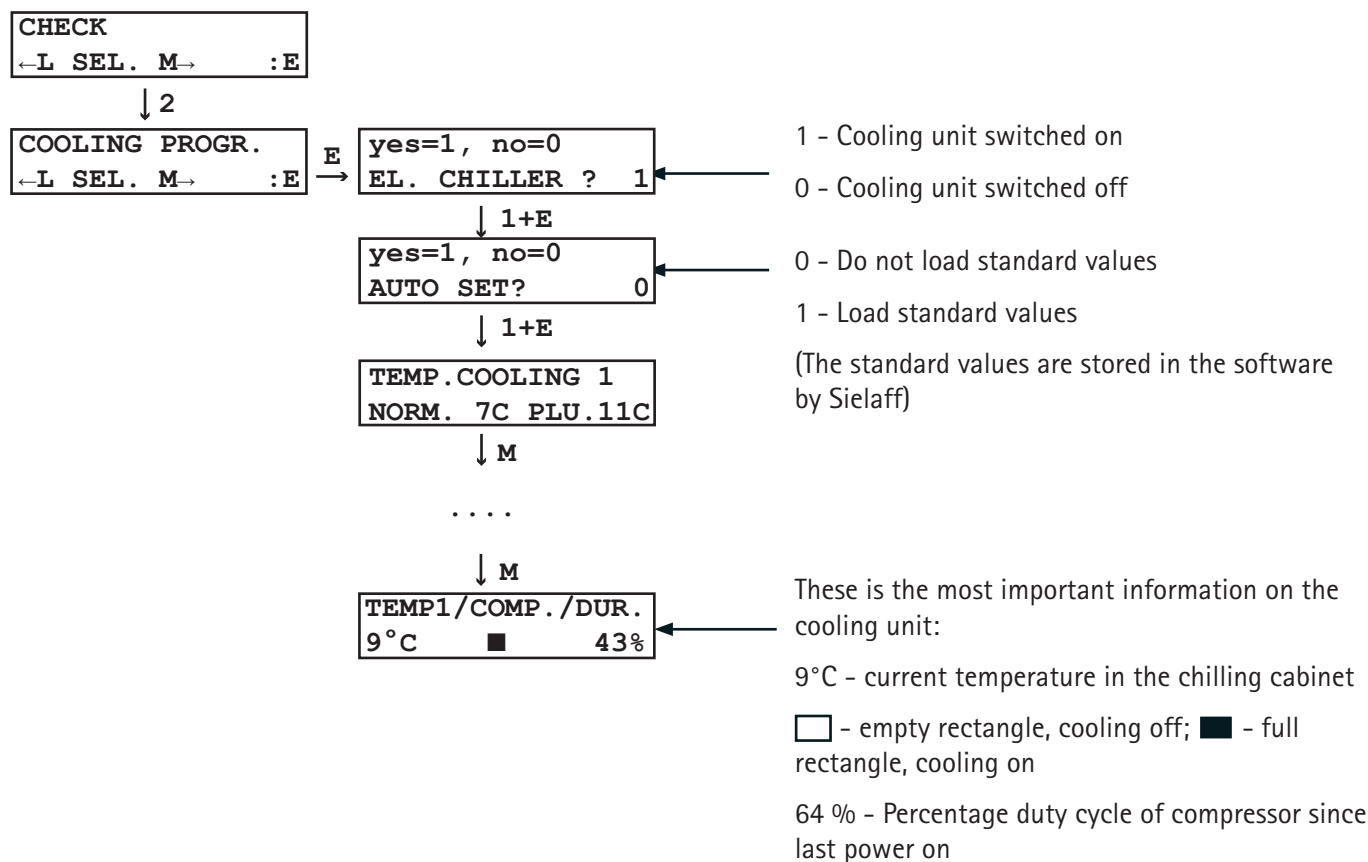 CHECK
←L SEL. M→ :E
↓ 2
COOLING PROGR.
←L SEL. M→ :E
E
→
yes=1, no=0
EL. CHILLER ? 1
1 - Cooling unit switched on
0 - Cooling unit switched off
↓ 1+E
yes=1, no=0
AUTO SET? 0
0 - Do not load standard values
1 - Load standard values
(The standard values are stored in the software
by Sielaff)
↓ 1+E
TEMP.COOLING 1
NORM. 7C PLU.11C
↓ M
....
↓ M
TEMP1/COMP./DUR.
9°C ■ 43%
These is the most important information on the
cooling unit:
9°C - current temperature in the chilling cabinet
□ - empty rectangle, cooling off; ■ - full
rectangle, cooling on
64 % - Percentage duty cycle of compressor since
last power on